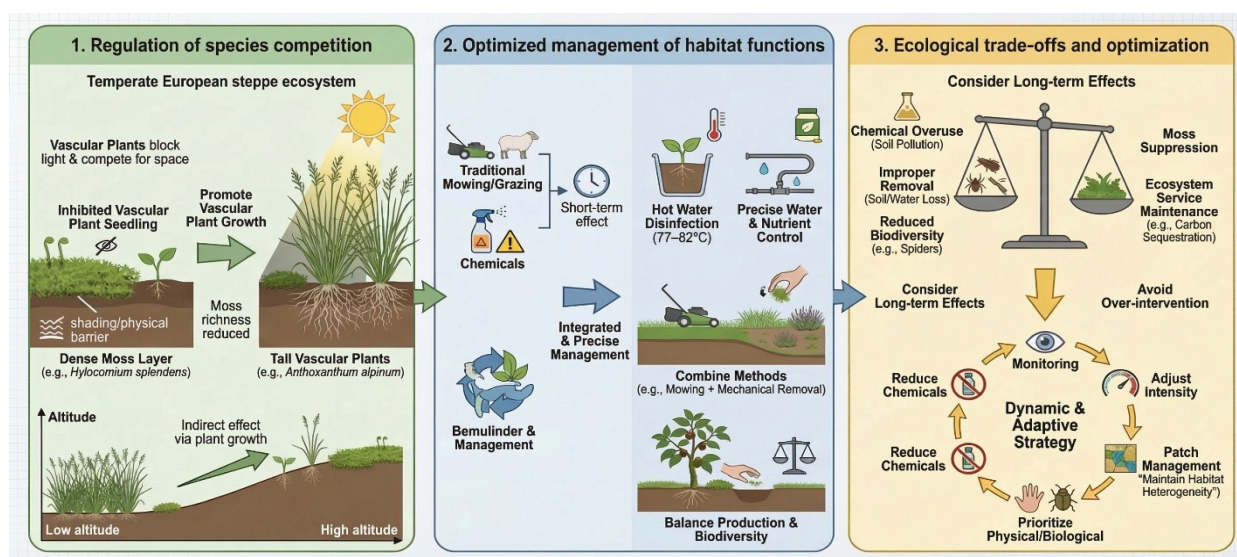 1. Regulation of species competition
Temperate European steppe ecosystem
Vascular Plants block
light & compete for space
Inhibited Vascular
Plant Seedling
Promote
Vascular
Plant Growth
shading/physical
barrier
Moss
richness
reduced
Dense Moss Layer
(e.g., Hylocomium splendens)
Tall Vascular Plants
(e.g., Anthoxanthum alpinum)
Altitude
Indirect effect
via plant growth
Low altitude
High altitude
2. Optimized management of habitat functions
Traditional
Mowing/Grazing
Chemicals
Short-term
effect
Bemulinder &
Management
Integrated
& Precise
Management
Hot Water
Disinfection
(77–82°C)
Precise Water
& Nutrient
Control
Combine Methods
(e.g., Mowing + Mechanical Removal)
Balance Production &
Biodiversity
3. Ecological trade-offs and optimization
Consider Long-term Effects
Chemical Overuse
(Soil Pollution)
Improper
Removal
(Soil/Water Loss)
Reduced
Biodiversity
(e.g., Spiders)
Moss
Suppression
Ecosystem
Service
Maintenance
(e.g., Carbon
Sequestration)
Consider
Long-term Effects
Avoid
Over-intervention
Monitoring
Adjust
Intensity
Patch
Management
"Maintain Habitat
Heterogeneity")
Prioritize
Physical/Biological
Reduce
Chemicals
Reduce
Chemicals
Dynamic &
Adaptive
Strategy